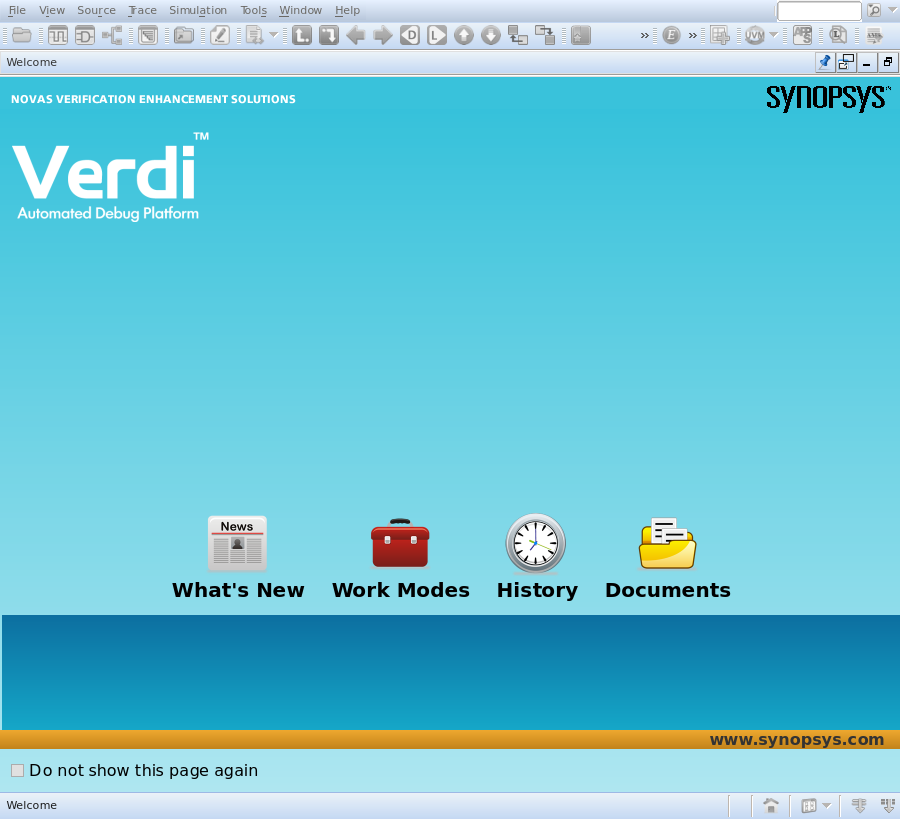 File View Source Trace Simulation Tools Window Help
Welcome
NOVAS VERIFICATION ENHANCEMENT SOLUTIONS
SYNOPSYS
Verdi™
Automated Debug Platform
News
What's New Work Modes History Documents
www.synopsys.com
Do not show this page again
Welcome